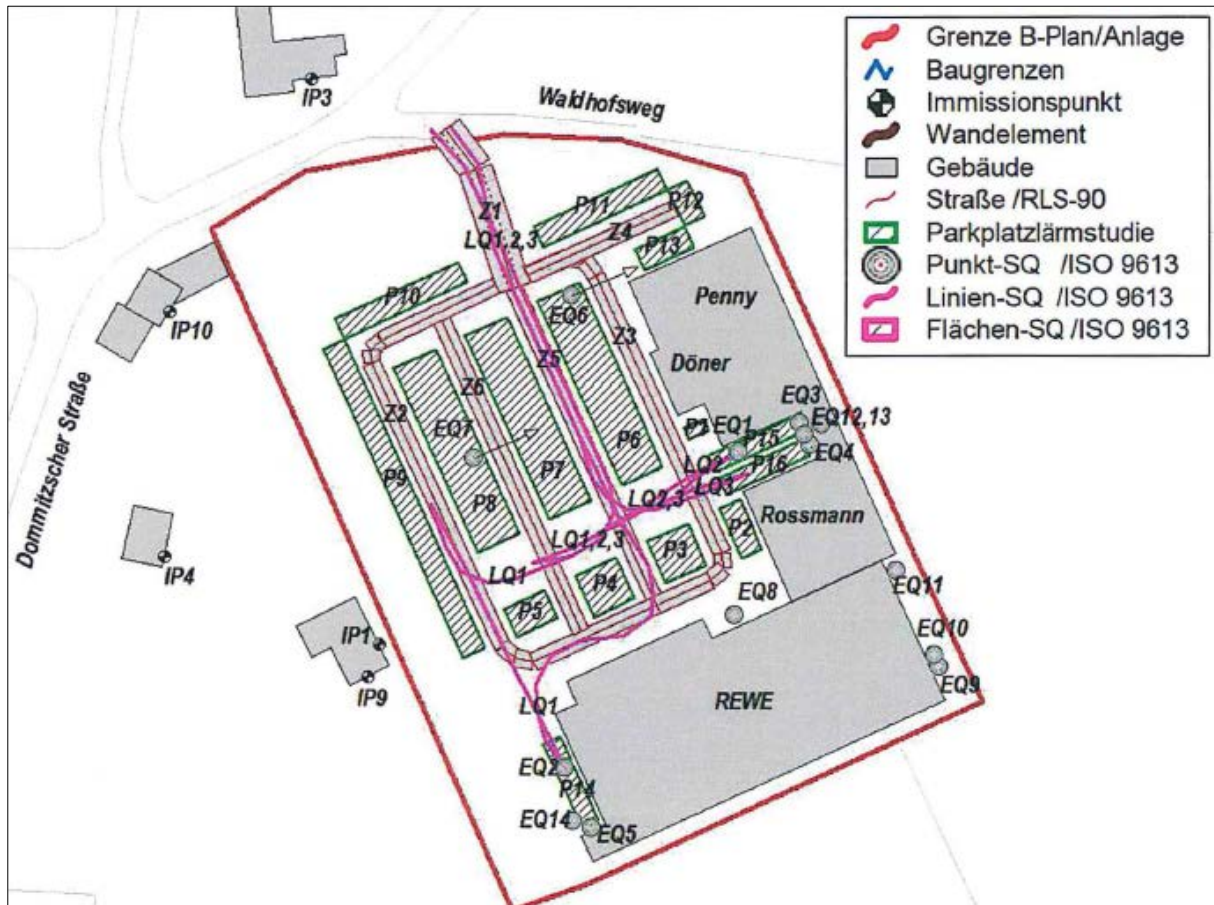 Grenze B-Plan/Anlage
Baugrenzen
Immissionspunkt
Wandelement
Gebäude
Straße /RLS-90
Parkplatzlärmstudie
Punkt-SQ /ISO 9613
Linien-SQ /ISO 9613
Flächen-SQ /ISO 9613
IP3
Waldhofsweg
P11
P12
Z1
Z4
LQ1,2,3
P13
P10
Penny
IP10
EQ6
Z3
Z5
Döner
Z6
Z2
EQ7
Dommitzscher Straße
P1
EQ1
EQ3
EQ12,13
P15
EQ4
P6
P9
P7
LQ2
P16
P8
LQ3
LQ2,3
Rossmann
P2
LQ1,2,3
P3
IP4
LQ1
P4
EQ11
P5
EQ8
IP1
EQ10
EQ9
IP9
LQ1
REWE
EQ2
P14
EQ14
EQ5